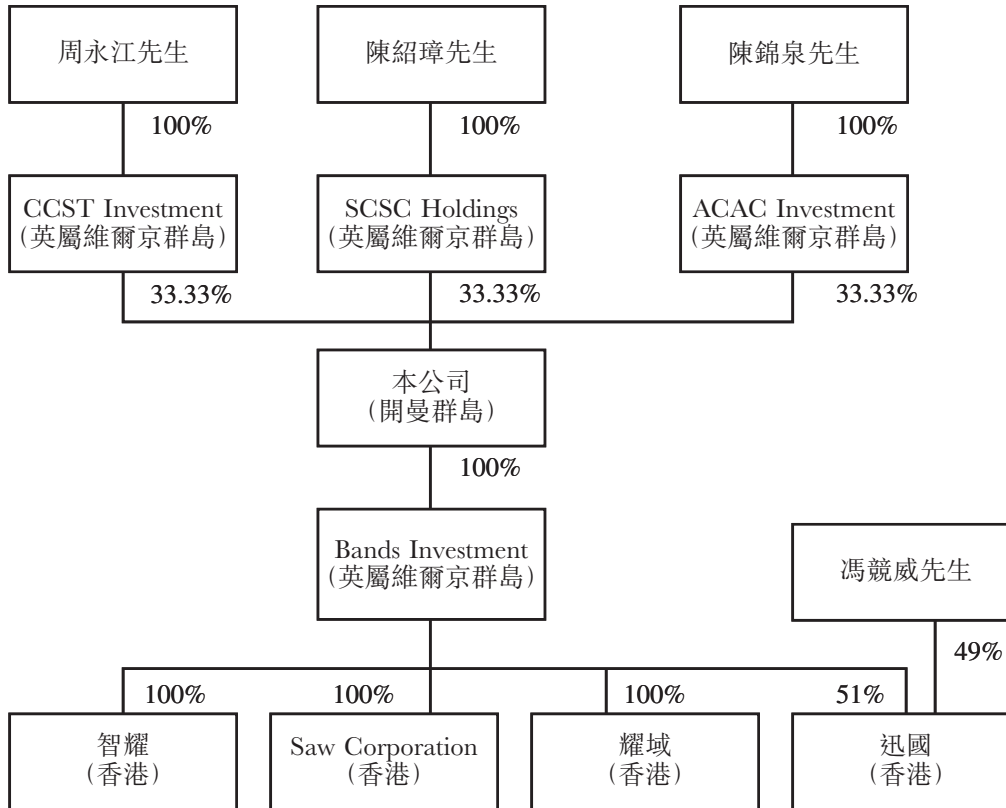 周永江先生
陳紹璋先生
陳錦泉先生
100%
100%
100%
CCST Investment
(英屬維爾京群島)
SCSC Holdings
(英屬維爾京群島)
ACAC Investment
(英屬維爾京群島)
33.33%
33.33%
33.33%
本公司
(開曼群島)
100%
Bands Investment
(英屬維爾京群島)
馮競威先生
49%
100%
100%
100%
51%
智耀
(香港)
Saw Corporation
(香港)
耀域
(香港)
迅國
(香港)